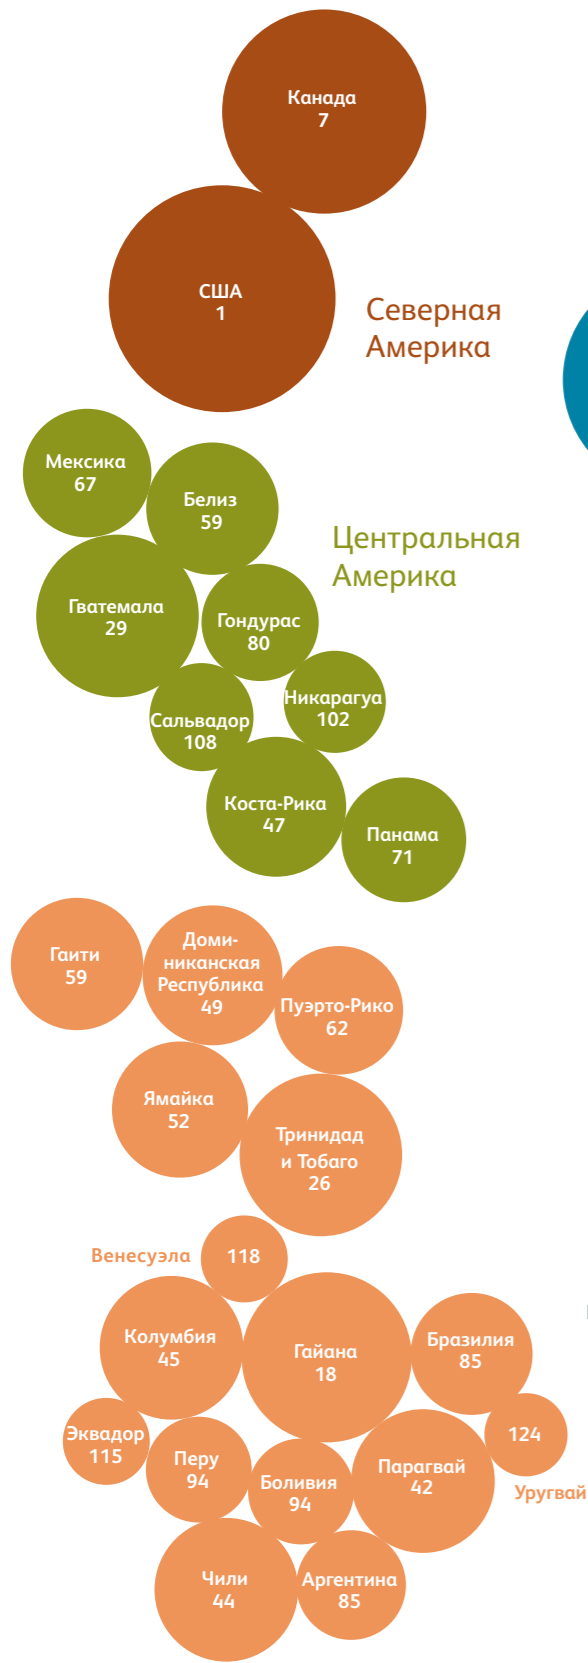 Канада
7
США
1
Северная
Америка
Мексика
67
Белиз
59
Центральная
Америка
Гватемала
29
Гондурас
80
Никарагуа
102
Сальвадор
108
Коста-Рика
47
Панама
71
Гаити
59
Доми-
никанская
Республика
49
Пуэрто-Рико
62
Ямайка
52
Тринидад
и Тобаго
26
Венесуэла
118
Колумбия
45
Гайана
18
Бразилия
85
Эквадор
115
Перу
94
Боливия
94
Парагвай
42
124
Уругвай
Чили
44
Аргентина
85